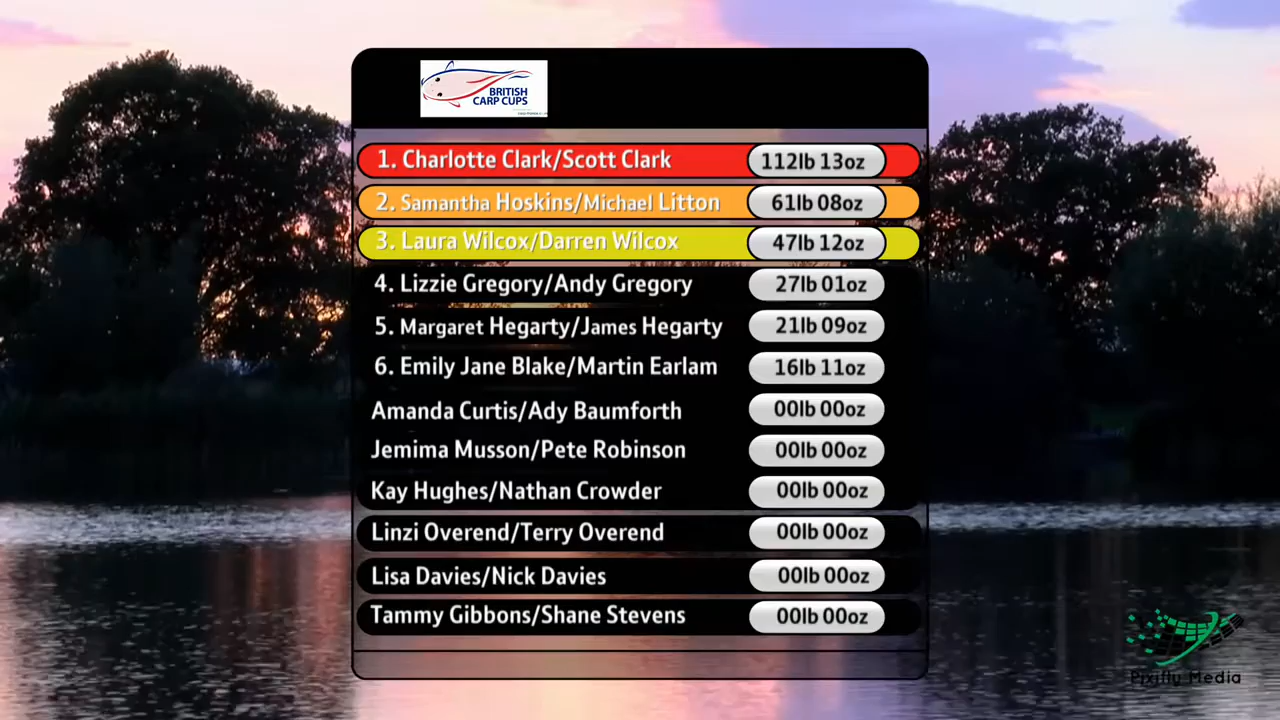 BRITISH
CARP CUPS
1. Charlotte Clark/Scott Clark 112lb 13oz
2. Samantha Hoskins/Michael Litton 61lb 08oz
3. Laura Wilcox/Darren Wilcox 47lb 12oz
4. Lizzie Gregory/Andy Gregory 27lb 01oz
5. Margaret Hegarty/James Hegarty 21lb 09oz
6. Emily Jane Blake/Martin Earlam 16lb 11oz
Amanda Curtis/Ady Baumforth 00lb 00oz
Jemima Musson/Pete Robinson 00lb 00oz
Kay Hughes/Nathan Crowder 00lb 00oz
Linzi Overend/Terry Overend 00lb 00oz
Lisa Davies/Nick Davies 00lb 00oz
Tammy Gibbons/Shane Stevens 00lb 00oz
Pixifly Media